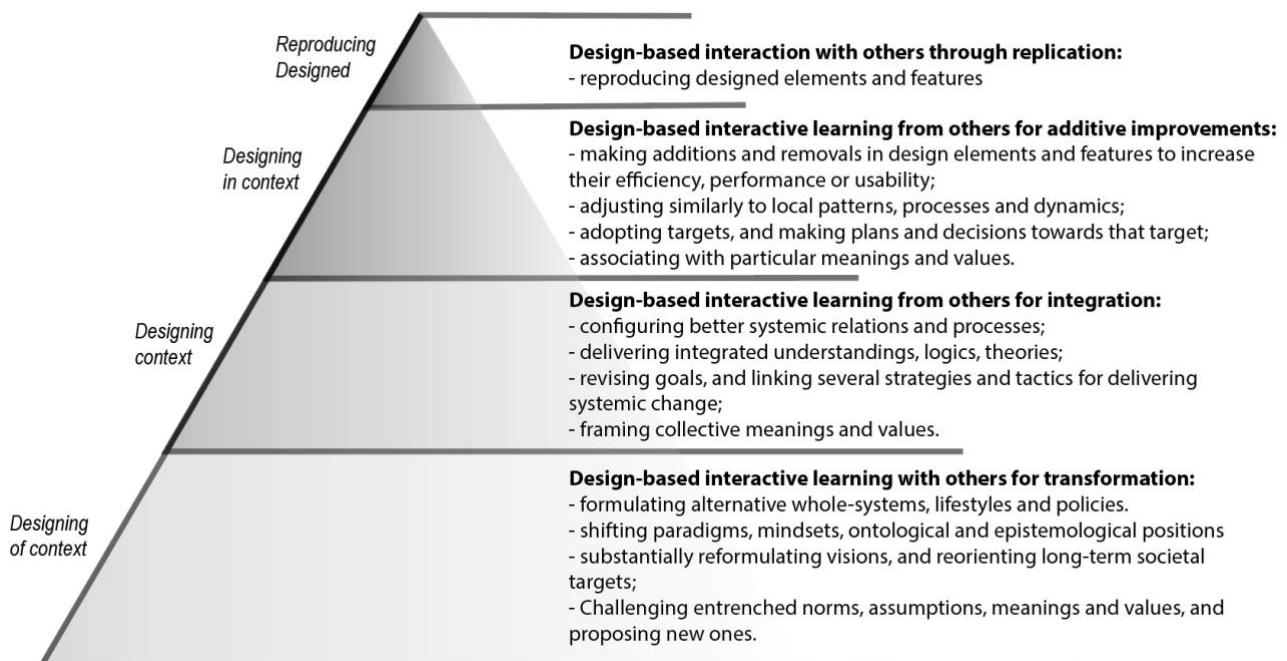 Reproducing
Designed
Design-based interaction with others through replication:
- reproducing designed elements and features
Designing
in context
Design-based interactive learning from others for additive improvements:
- making additions and removals in design elements and features to increase
their efficiency, performance or usability;
- adjusting similarly to local patterns, processes and dynamics;
- adopting targets, and making plans and decisions towards that target;
- associating with particular meanings and values.
Designing
context
Design-based interactive learning from others for integration:
- configuring better systemic relations and processes;
- delivering integrated understandings, logics, theories;
- revising goals, and linking several strategies and tactics for delivering
systemic change;
- framing collective meanings and values.
Designing
of context
Design-based interactive learning with others for transformation:
- formulating alternative whole-systems, lifestyles and policies.
- shifting paradigms, mindsets, ontological and epistemological positions
- substantially reformulating visions, and reorienting long-term societal
targets;
- Challenging entrenched norms, assumptions, meanings and values, and
proposing new ones.